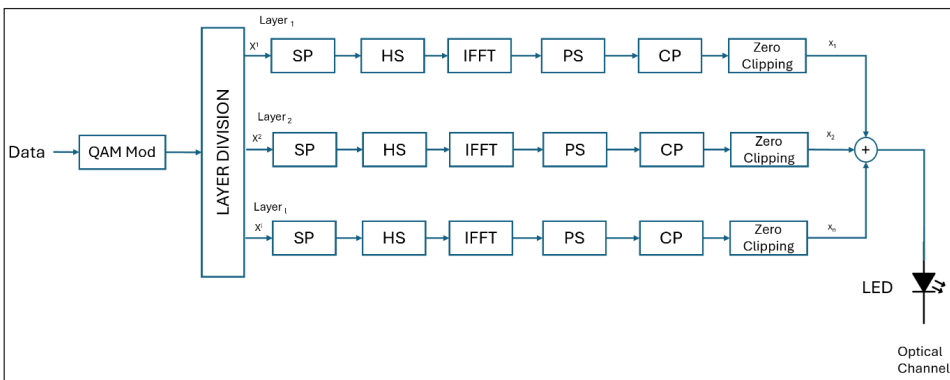 Layer 1
X¹ SP HS IFFT PS CP Zero Clipping x₁
Layer 2
X² SP HS IFFT PS CP Zero Clipping x₂
Data QAM Mod LAYER DIVISION +
Layer l
Xˡ SP HS IFFT PS CP Zero Clipping xₙ
LED
Optical
Channel